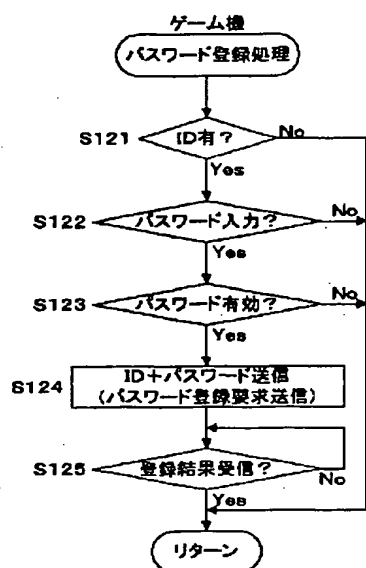 ゲーム機
パスワード登録処理
S121
ID有?
No
Yes
S122
パスワード入力?
No
Yes
S123
パスワード有効?
No
Yes
S124
ID+パスワード送信
(パスワード登録要求送信)
S125
登録結果受信?
No
Yes
リターン